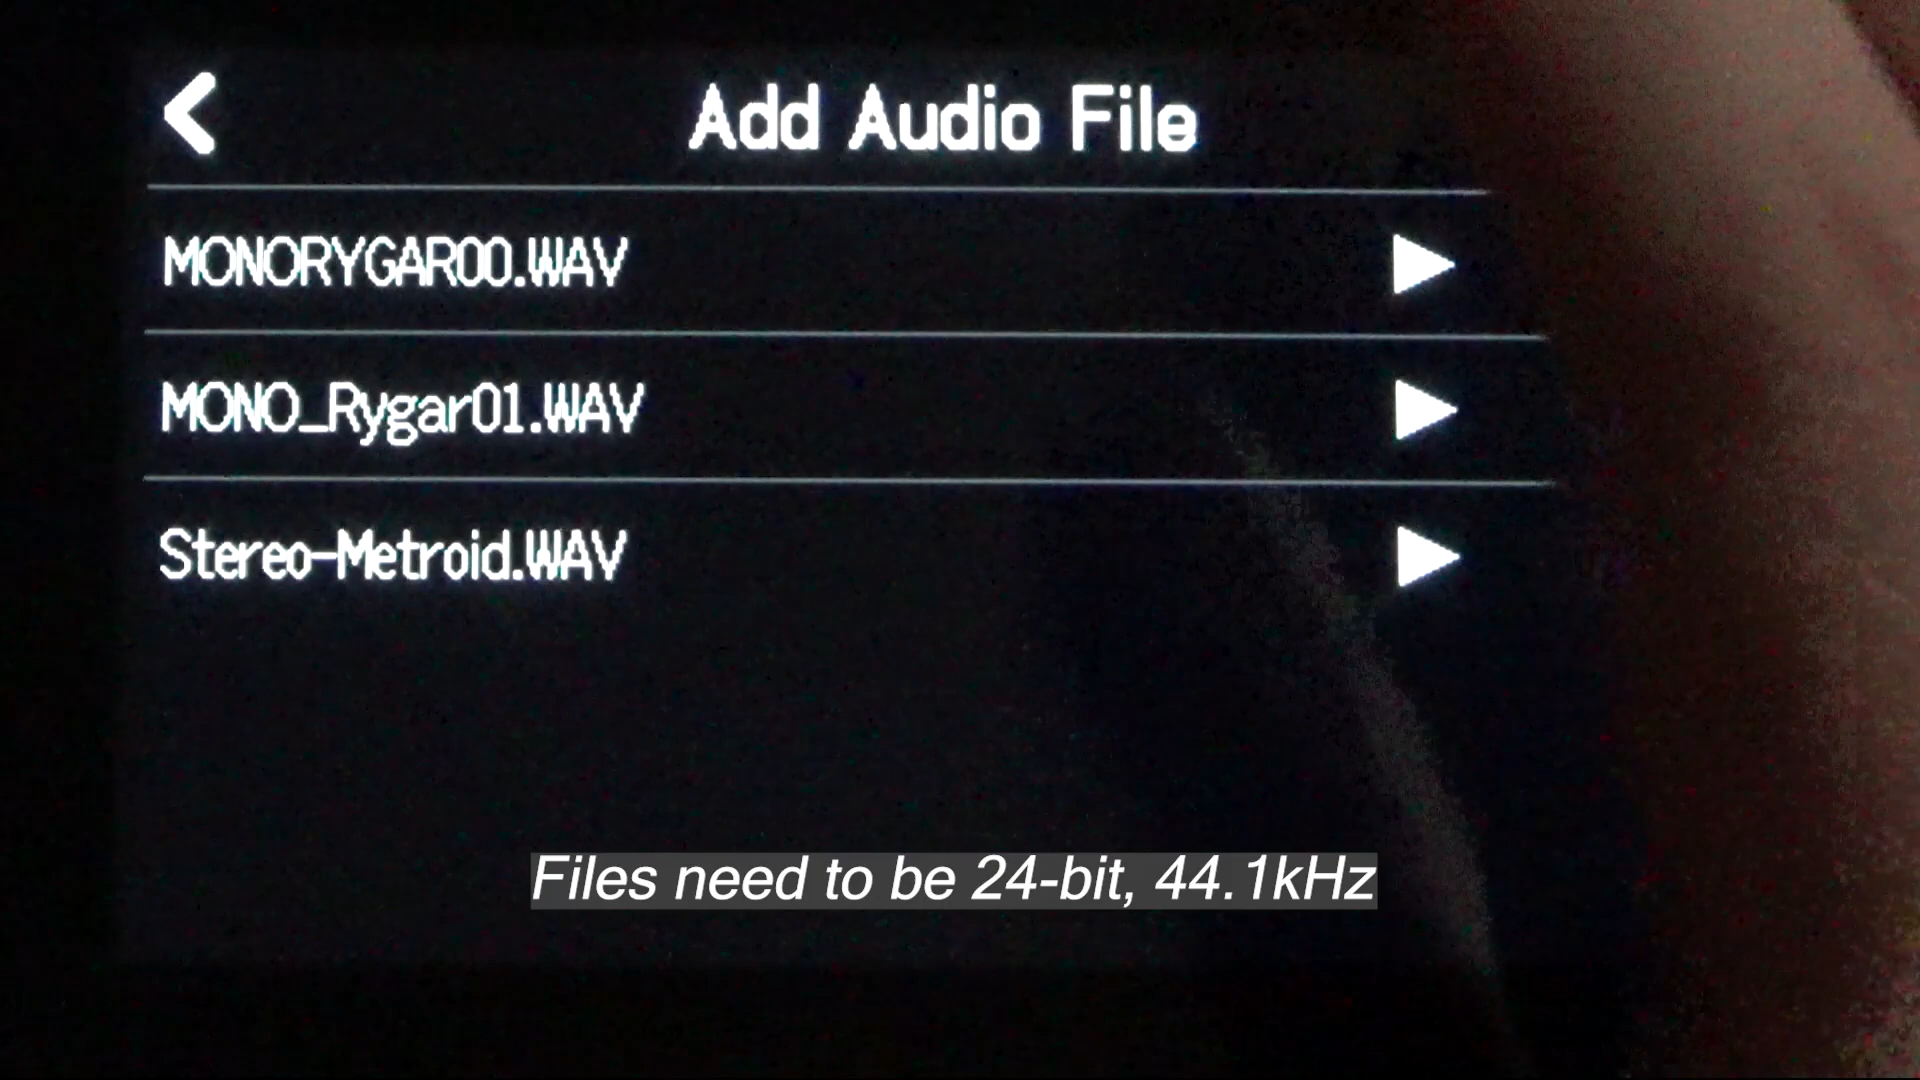 Add Audio File
MONORYGAR00.WAV
MONO_Rygar01.WAV
Stereo-Metroid.WAV
Files need to be 24-bit, 44.1kHz